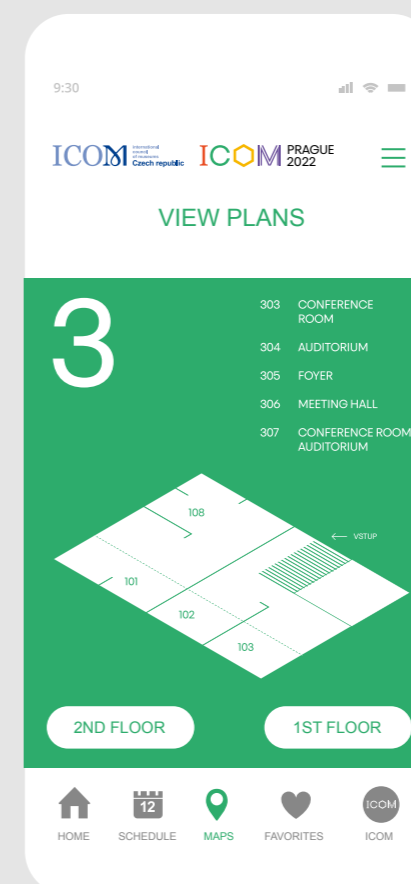 9:30
ICOM international council of museums Czech republic
ICOM PRAGUE 2022
VIEW PLANS
3
303 CONFERENCE
ROOM
304 AUDITORIUM
305 FOYER
306 MEETING HALL
307 CONFERENCE ROOM
AUDITORIUM
108
← VSTUP
101
102
103
2ND FLOOR
1ST FLOOR
12
ICOM
HOME
SCHEDULE
MAPS
FAVORITES
ICOM